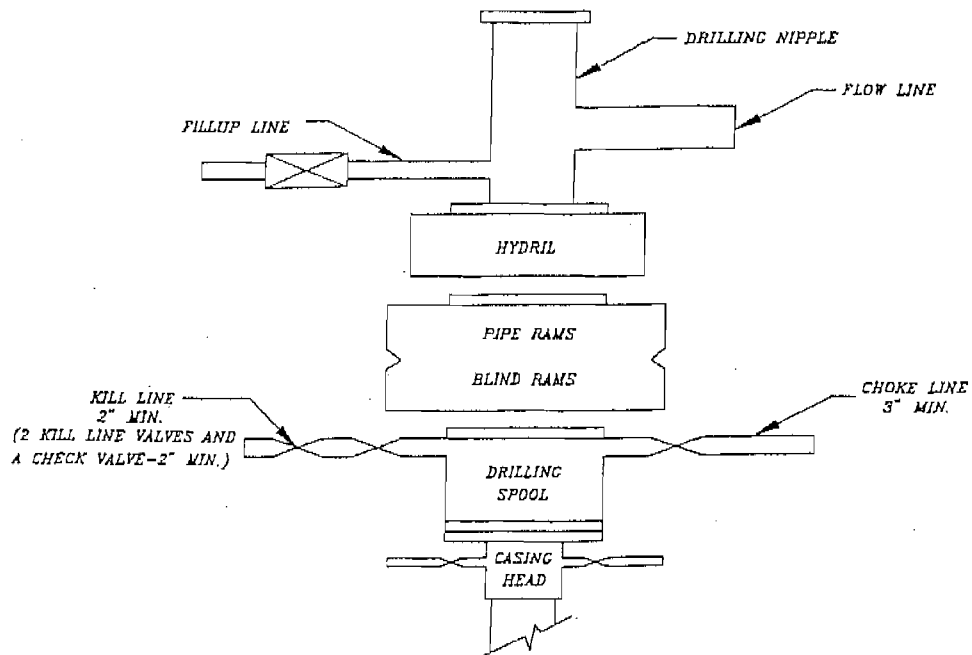 DRILLING NIPPLE
FLOW LINE
FILLUP LINE
HYDRIL
PIPE RAMS
BLIND RAMS
KILL LINE
2" MIN.
(2 KILL LINE VALVES AND
A CHECK VALVE-2" MIN.)
CHOKE LINE
3" MIN.
DRILLING
SPOOL
CASING
HEAD